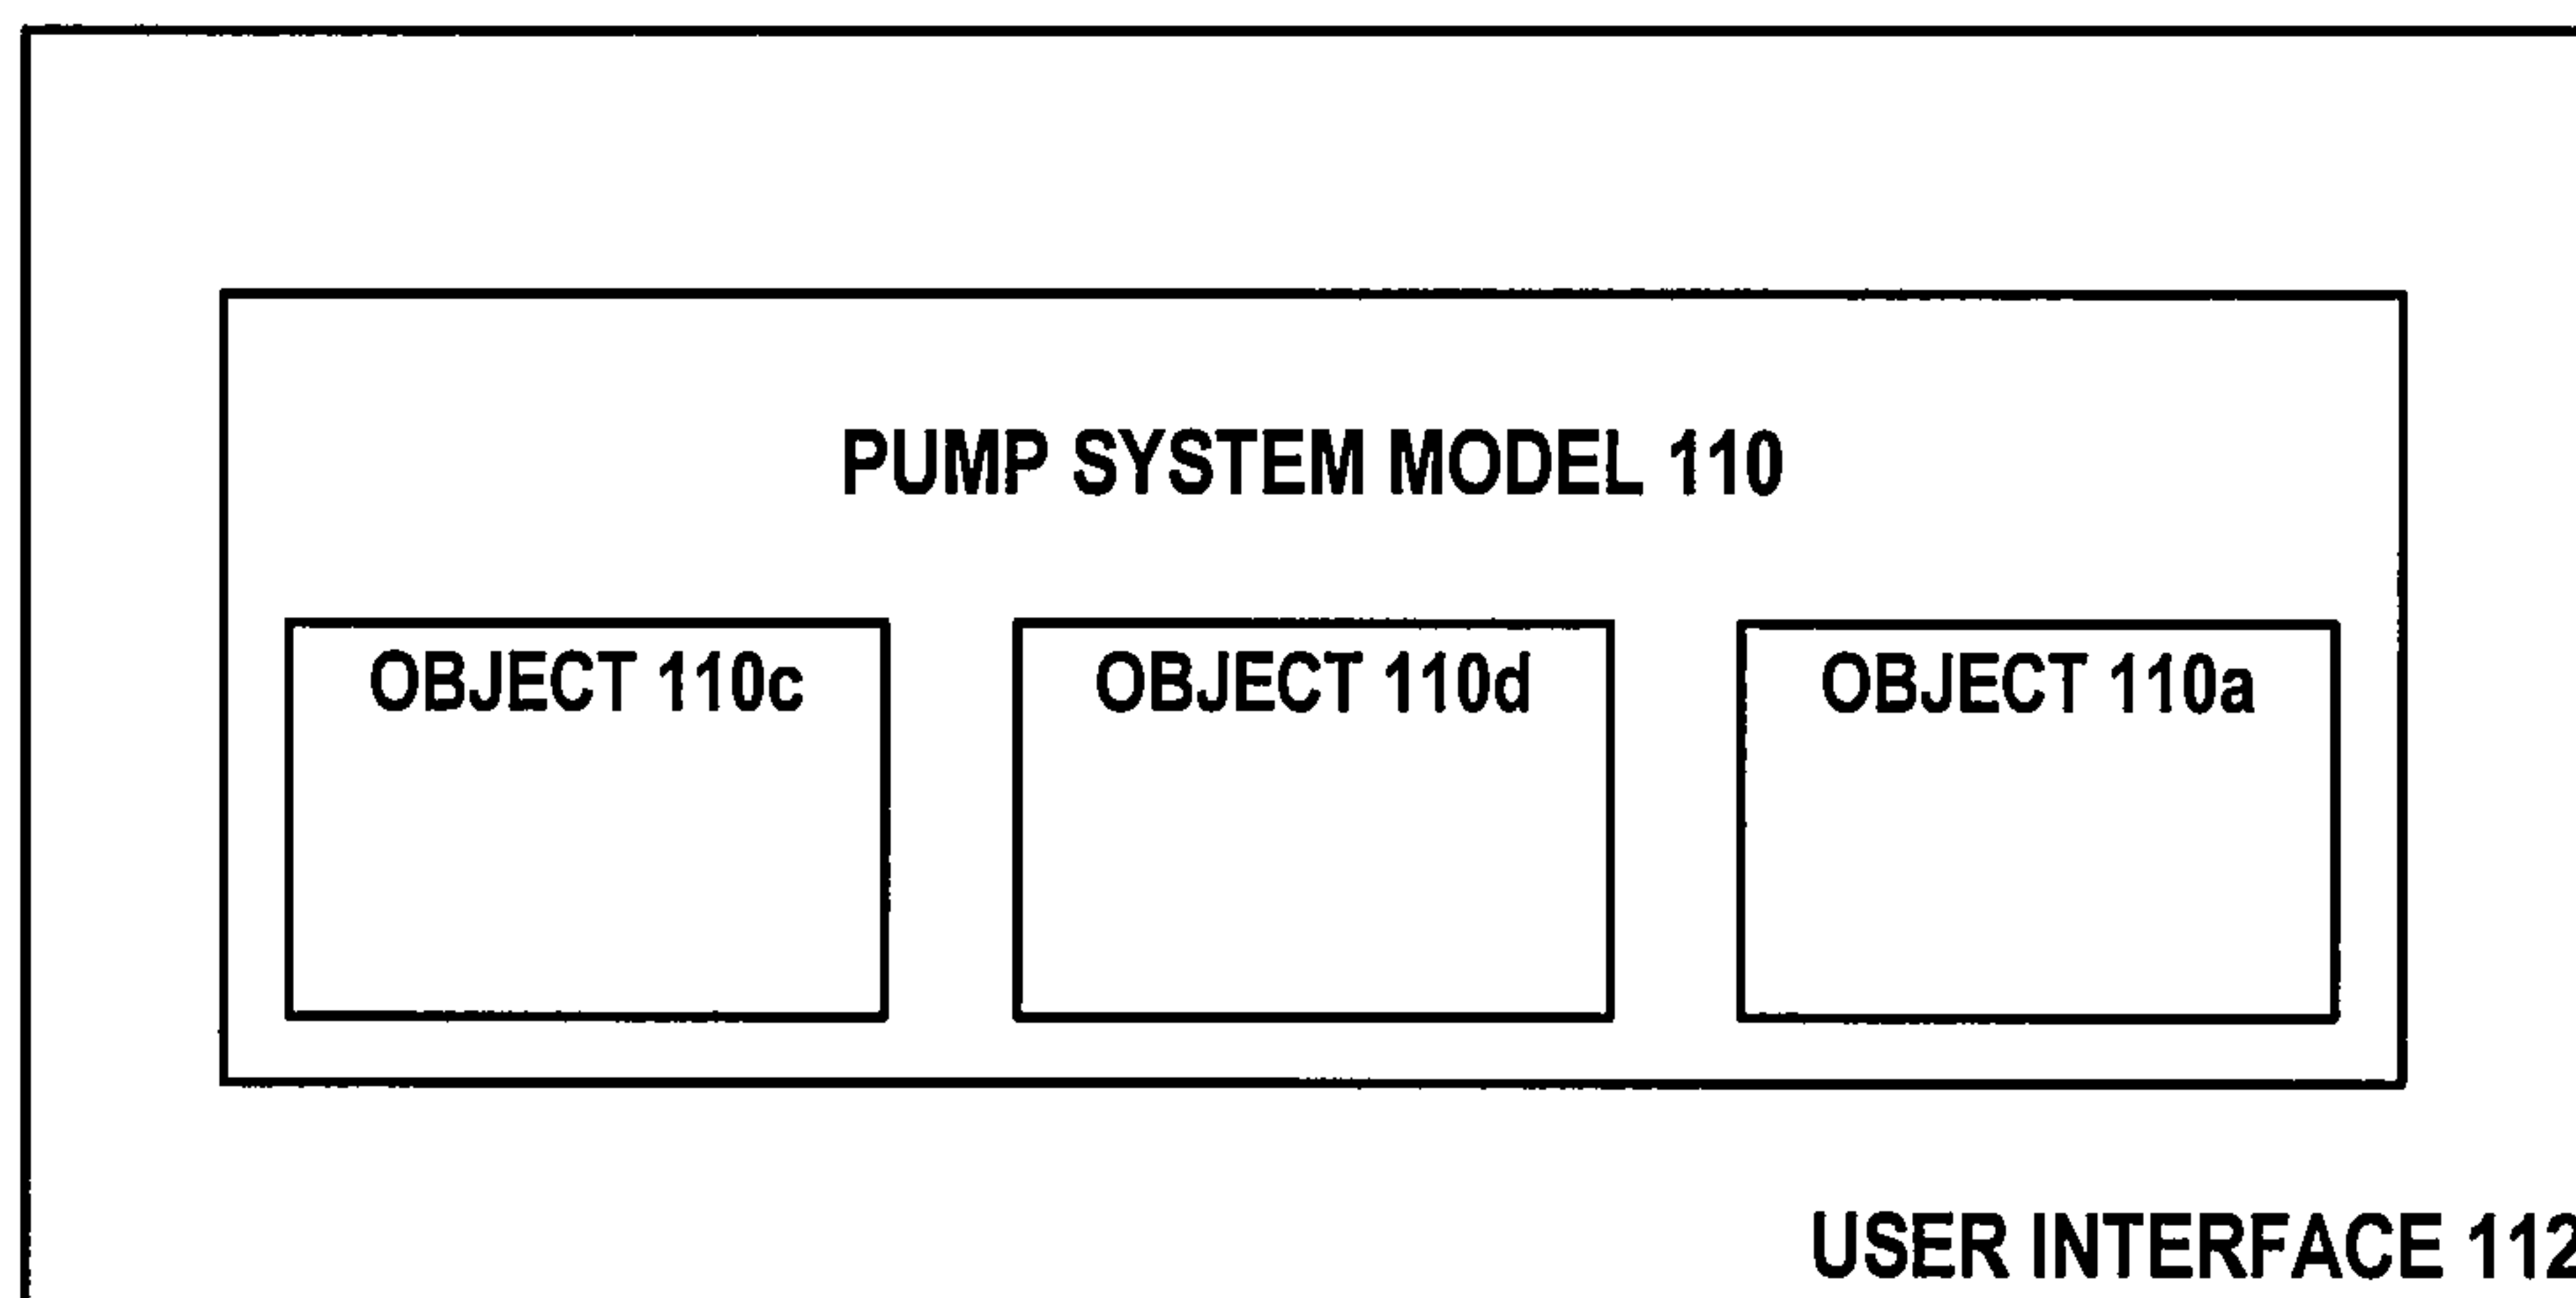 PUMP SYSTEM MODEL 110
OBJECT 110c OBJECT 110d OBJECT 110a
USER INTERFACE 112